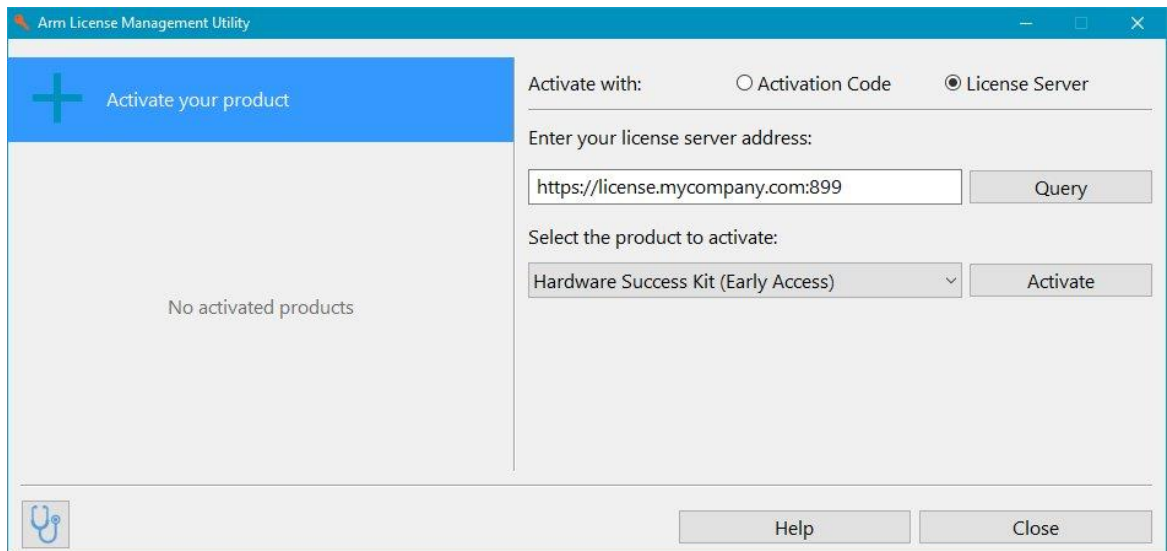 Arm License Management Utility
Activate your product
No activated products
Activate with: Activation Code License Server
Enter your license server address:
https://license.mycompany.com:899
Query
Select the product to activate:
Hardware Success Kit (Early Access)
Activate
Help
Close